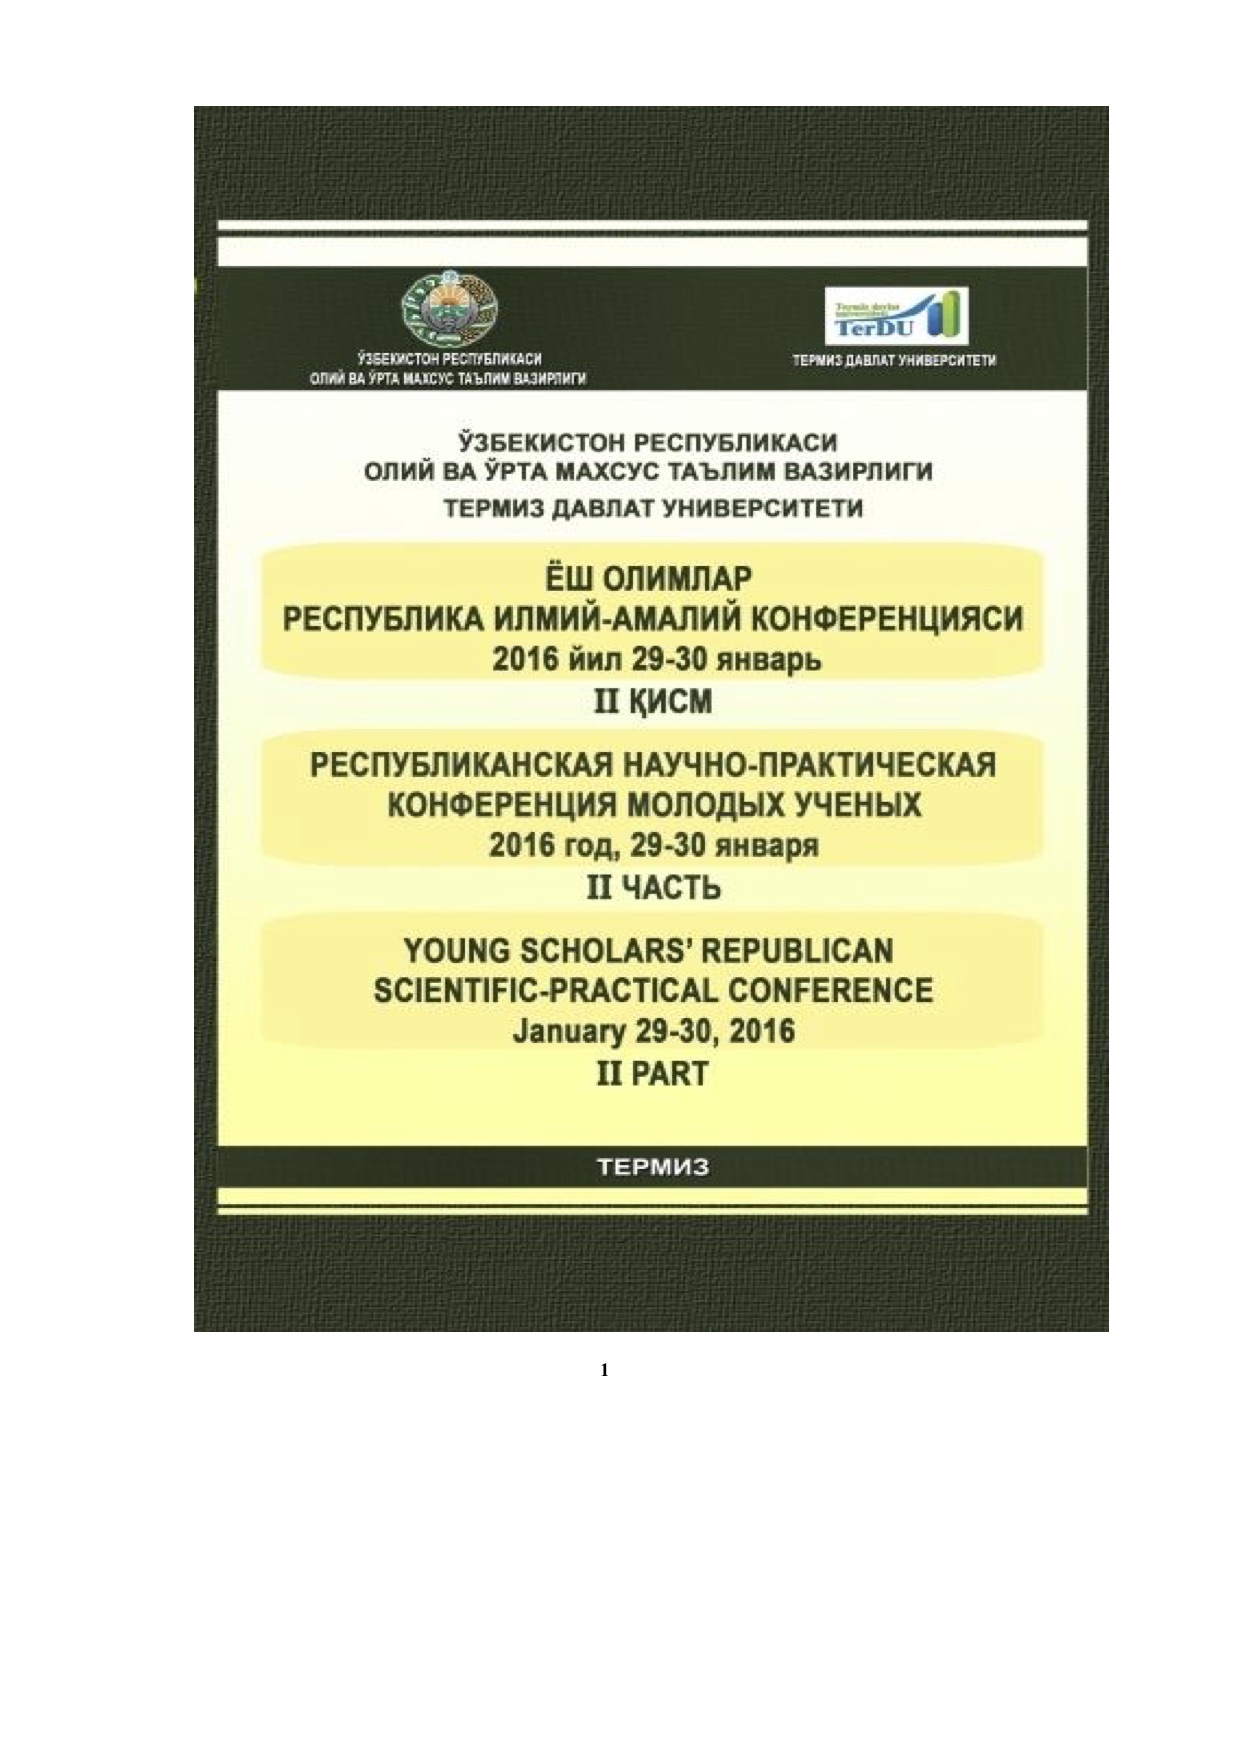 ЎЗБЕКИСТОН РЕСПУБЛИКАСИ
ОЛИЙ ВА ЎРТА МАХСУС ТАЪЛИМ ВАЗИРЛИГИ
Termiz davlat
universiteti
TerDU
ТЕРМИЗ ДАВЛАТ УНИВЕРСИТЕТИ
ЎЗБЕКИСТОН РЕСПУБЛИКАСИ
ОЛИЙ ВА ЎРТА МАХСУС ТАЪЛИМ ВАЗИРЛИГИ
ТЕРМИЗ ДАВЛАТ УНИВЕРСИТЕТИ
ЁШ ОЛИМЛАР
РЕСПУБЛИКА ИЛМИЙ-АМАЛИЙ КОНФЕРЕНЦИЯСИ
2016 йил 29-30 январь
II ҚИСМ
РЕСПУБЛИКАНСКАЯ НАУЧНО-ПРАКТИЧЕСКАЯ
КОНФЕРЕНЦИЯ МОЛОДЫХ УЧЕНЫХ
2016 год, 29-30 января
II ЧАСТЬ
YOUNG SCHOLARS’ REPUBLICAN
SCIENTIFIC-PRACTICAL CONFERENCE
January 29-30, 2016
II PART
ТЕРМИЗ
1